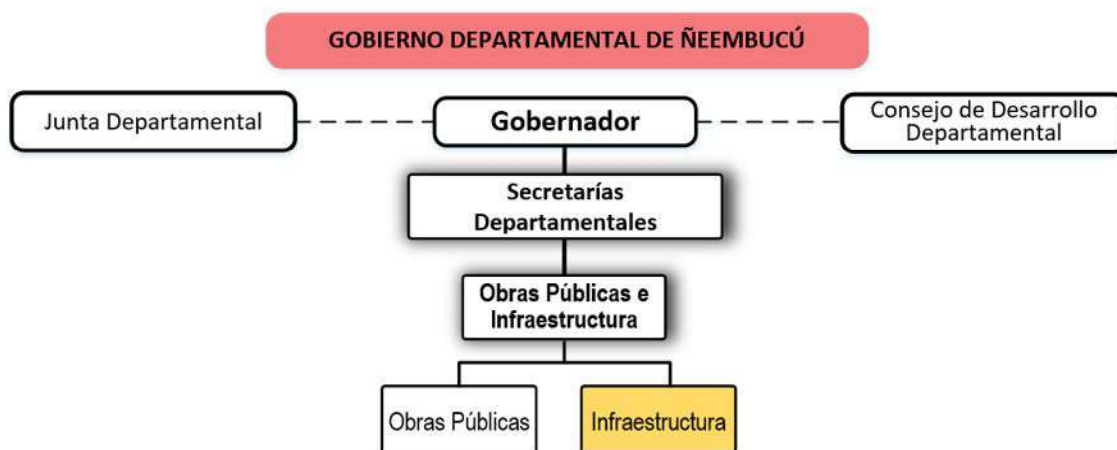 GOBIERNO DEPARTAMENTAL DE ÑEEMBUCÚ
Junta Departamental
Gobernador
Consejo de Desarrollo
Departamental
Secretarías
Departamentales
Obras Públicas e
Infraestructura
Obras Públicas
Infraestructura